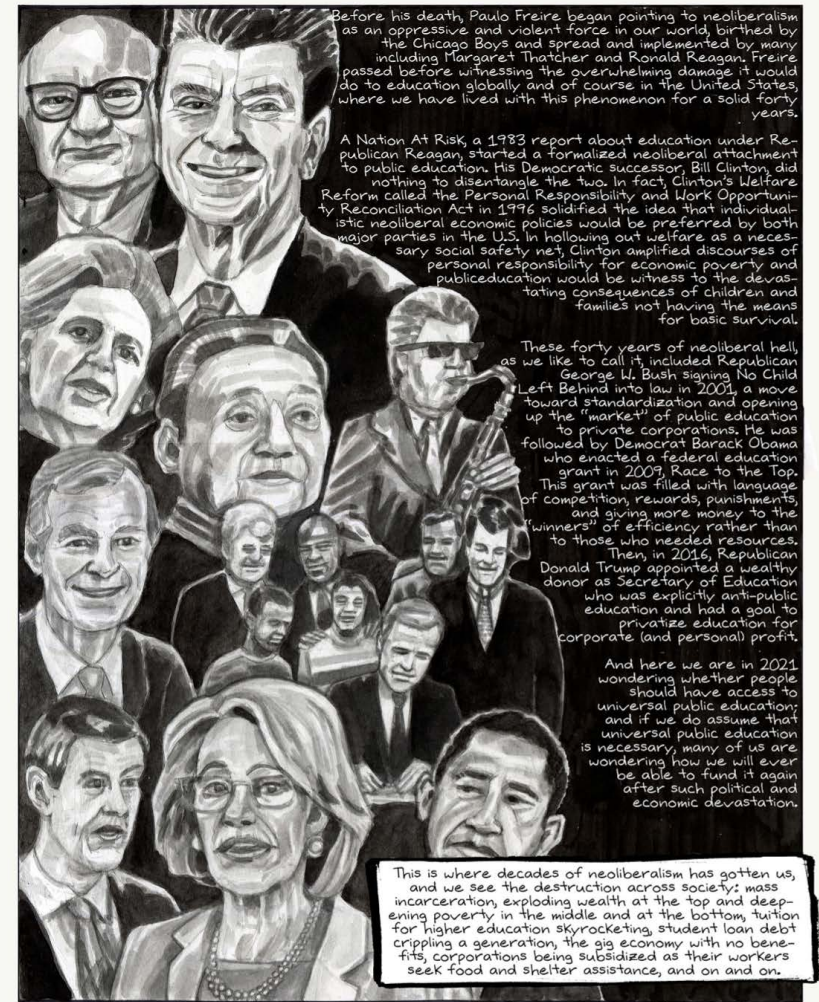 Before his death, Paulo Freire began pointing to neoliberalism
as an oppressive and violent force in our world, birthed by
the Chicago Boys and spread and implemented by many
including Margaret Thatcher and Ronald Reagan. Freire
passed before witnessing the overwhelming damage it would
do to education globally and of course in the United States,
where we have lived with this phenomenon for a solid forty
years.
A Nation At Risk, a 1983 report about education under Re-
publican Reagan, started a formalized neoliberal attachment
to public education. His Democratic successor, Bill Clinton, did
nothing to disentangle the two. In fact, Clinton's Welfare
Reform called the Personal Responsibility and Work Opportuni-
ty Reconciliation Act in 1996 solidified the idea that individual-
istic neoliberal economic policies would be preferred by both
major parties in the U.S. In hollowing out welfare as a neces-
sary social safety net, Clinton amplified discourses of
personal responsibility for economic poverty and
publiceducation would be witness to the devas-
tating consequences of children and
families not having the means
for basic survival.
These forty years of neoliberal hell,
as we like to call it, included Republican
George W. Bush signing No Child
Left Behind into law in 2001, a move
toward standardization and opening
up the "market" of public education
to private corporations. He was
followed by Democrat Barack Obama
who enacted a federal education
grant in 2009, Race to the Top.
This grant was filled with language
of competition, rewards, punishments,
and giving more money to the
"winners" of efficiency rather than
to those who needed resources.
Then, in 2016, Republican
Donald Trump appointed a wealthy
donor as Secretary of Education
who was explicitly anti-public
education and had a goal to
privatize education for
corporate (and personal) profit.
And here we are in 2021
wondering whether people
should have access to
universal public education;
and if we do assume that
universal public education
is necessary, many of us are
wondering how we will ever
be able to fund it again
after such political and
economic devastation.
This is where decades of neoliberalism has gotten us,
and we see the destruction across society: mass
incarceration, exploding wealth at the top and deep-
ening poverty in the middle and at the bottom, tuition
for higher education skyrocketing, student loan debt
crippling a generation, the gig economy with no bene-
fits, corporations being subsidized as their workers
seek food and shelter assistance, and on and on.